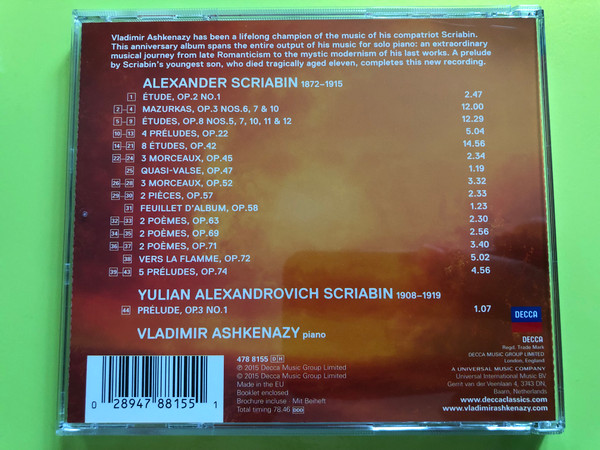 Vladimir Ashkenazy has been a lifelong champion of the music of his compatriot Scriabin.
This anniversary album spans the entire output of his music for solo piano: an extraordinary
musical journey from late Romanticism to the mystic modernism of his last works. A prelude
by Scriabin's youngest son, who died tragically aged eleven, completes this new recording.
ALEXANDER SCRIABIN 1872–1915
1 ÉTUDE, OP.2 NO.1 2.47
2–4 MAZURKAS, OP.3 NOS.6, 7 & 10 12.00
5–9 ÉTUDES, OP.8 NOS.5, 7, 10, 11 & 12 12.29
10–13 4 PRÉLUDES, OP.22 5.04
14–21 8 ÉTUDES, OP.42 14.56
22–24 3 MORCEAUX, OP.45 2.34
25 QUASI-VALSE, OP.47 1.19
26–28 3 MORCEAUX, OP.52 3.32
29–30 2 PIÈCES, OP.57 2.33
31 FEUILLET D'ALBUM, OP.58 1.23
32–33 2 POÈMES, OP.63 2.30
34–35 2 POÈMES, OP.69 2.56
36–37 2 POÈMES, OP.71 3.40
38 VERS LA FLAMME, OP.72 5.02
39–43 5 PRÉLUDES, OP.74 4.56
YULIAN ALEXANDROVICH SCRIABIN 1908–1919
44 PRÉLUDE, OP.3 NO.1 1.07
VLADIMIR ASHKENAZY piano
DECCA
DECCA
Regd. Trade Mark
DECCA MUSIC GROUP LIMITED
London, England
A UNIVERSAL MUSIC COMPANY
Universal International Music BV
Gerrit van der Veenlaan 4, 3743 DN,
Baarn, Netherlands
www.deccaclassics.com
www.vladimirashkenazy.com
478 8155 DH
℗ 2015 Decca Music Group Limited
© 2015 Decca Music Group Limited
Made in the EU
Booklet enclosed
Brochure incluse · Mit Beiheft
Total timing 78.46 DDD
0 28947 88155 1